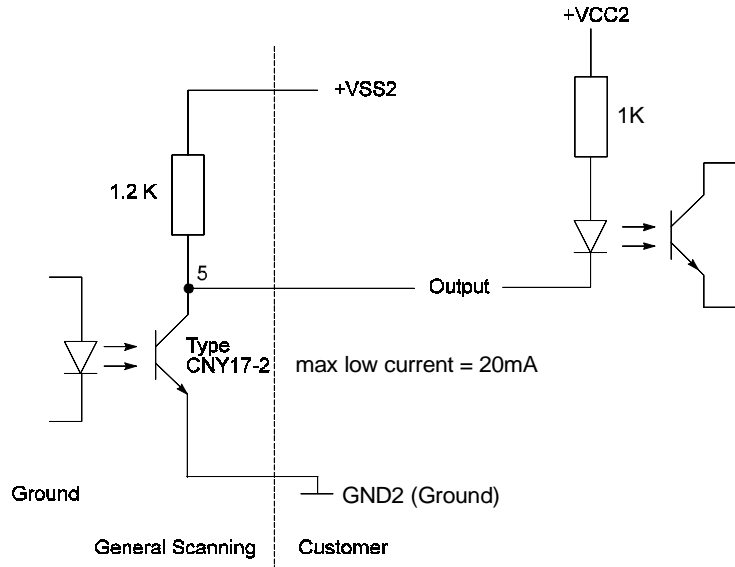 +VCC2
+VSS2
1K
1.2 K
5
Output
Type
CNY17-2
max low current = 20mA
Ground
GND2 (Ground)
General Scanning
Customer